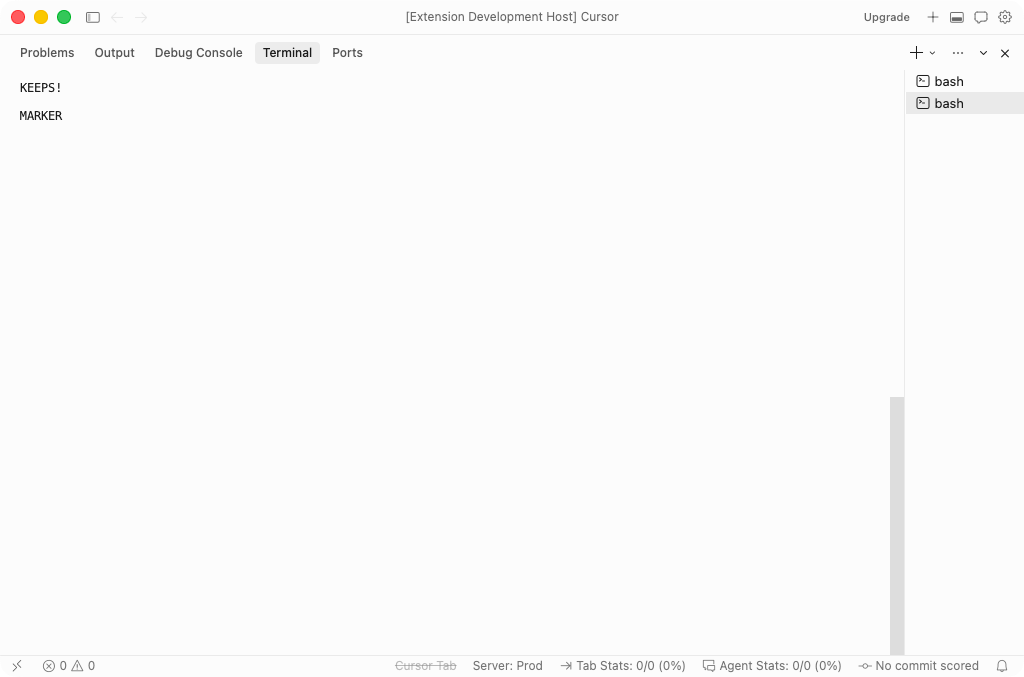 [Extension Development Host] Cursor
Upgrade
Problems Output Debug Console Terminal Ports
KEEPS!
MARKER
bash
bash
0 0 Cursor Tab Server: Prod Tab Stats: 0/0 (0%) Agent Stats: 0/0 (0%) No commit scored